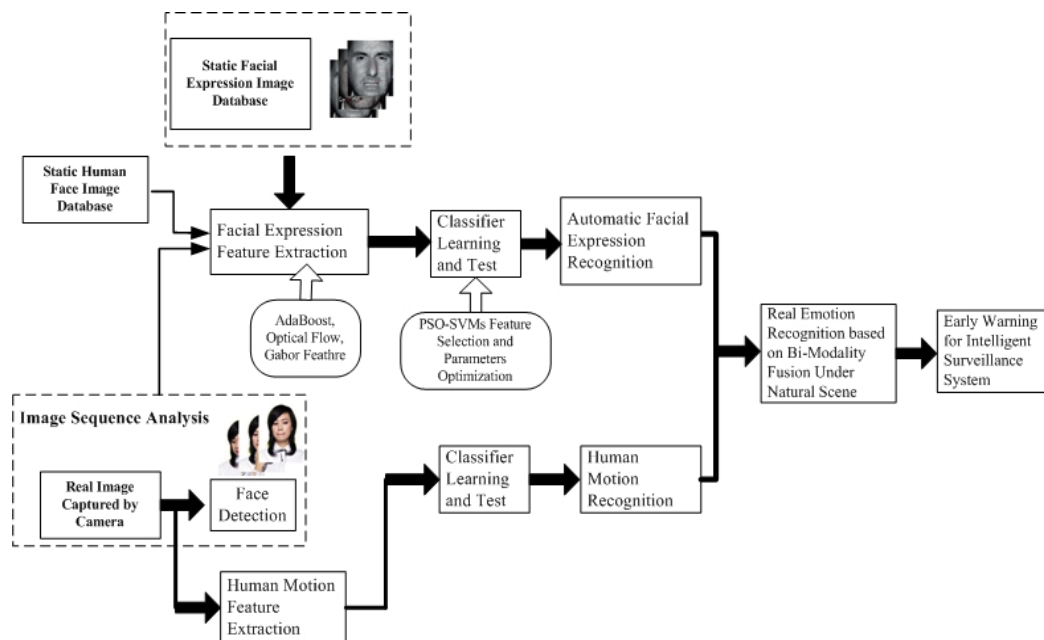 Static Facial
Expression Image
Database
Static Human
Face Image
Database
Facial Expression
Feature Extraction
Classifier
Learning
and Test
Automatic Facial
Expression
Recognition
AdaBoost,
Optical Flow,
Gabor Feathre
PSO-SVMs Feature
Selection and
Parameters
Optimization
Real Emotion
Recognition based
on Bi-Modality
Fusion Under
Natural Scene
Early Warning
for Intelligent
Surveillance
System
Image Sequence Analysis
Real Image
Captured by
Camera
Face
Detection
Classifier
Learning
and Test
Human
Motion
Recognition
Human Motion
Feature
Extraction